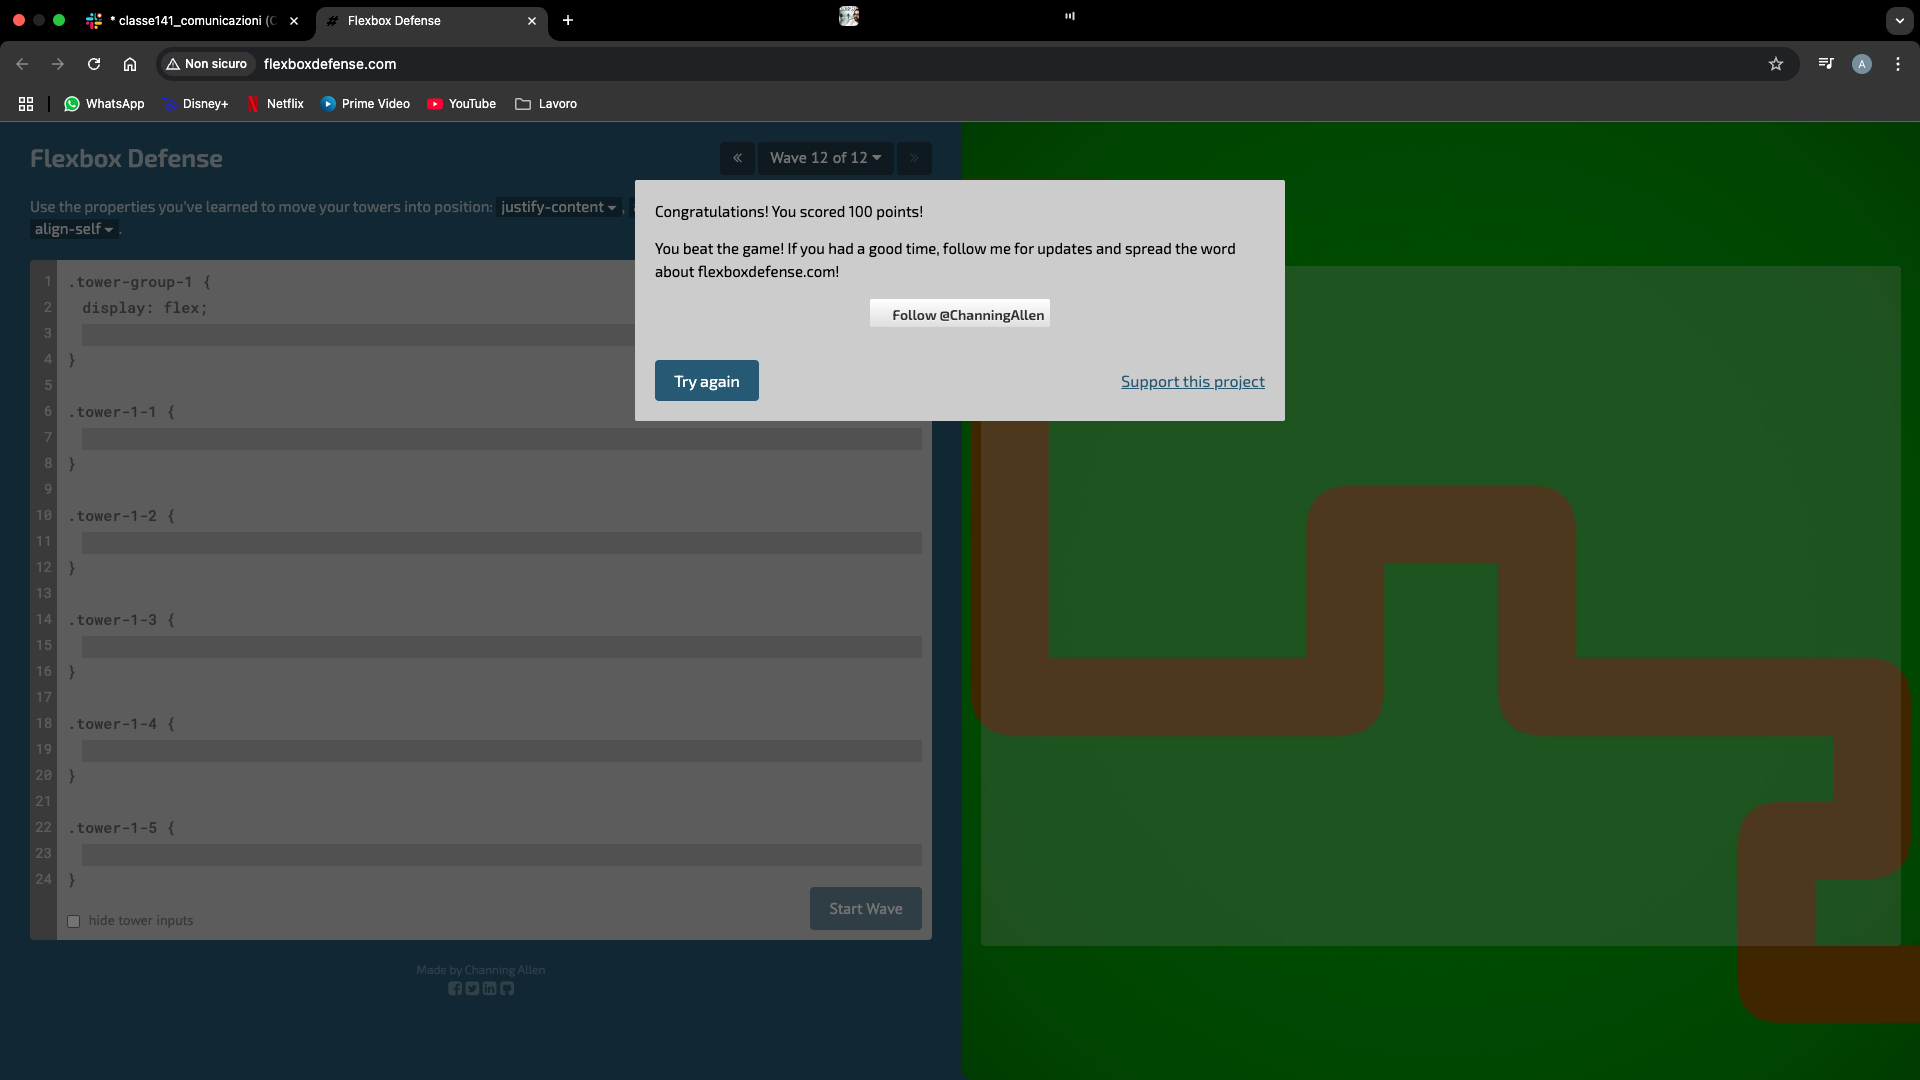 * classe141_comunicazioni (C
Flexbox Defense
Non sicuro
flexboxdefense.com
A
WhatsApp
Disney+
Netflix
Prime Video
YouTube
Lavoro
Flexbox Defense
« Wave 12 of 12 »
Use the properties you've learned to move your towers into position: justify-content ,
align-self .
Congratulations! You scored 100 points!
You beat the game! If you had a good time, follow me for updates and spread the word
about flexboxdefense.com!
Follow @ChanningAllen
Try again
Support this project
1 .tower-group-1 {
2 display: flex;
3
4 }
5
6 .tower-1-1 {
7
8 }
9
10 .tower-1-2 {
11
12 }
13
14 .tower-1-3 {
15
16 }
17
18 .tower-1-4 {
19
20 }
21
22 .tower-1-5 {
23
24 }
hide tower inputs
Start Wave
Made by Channing Allen